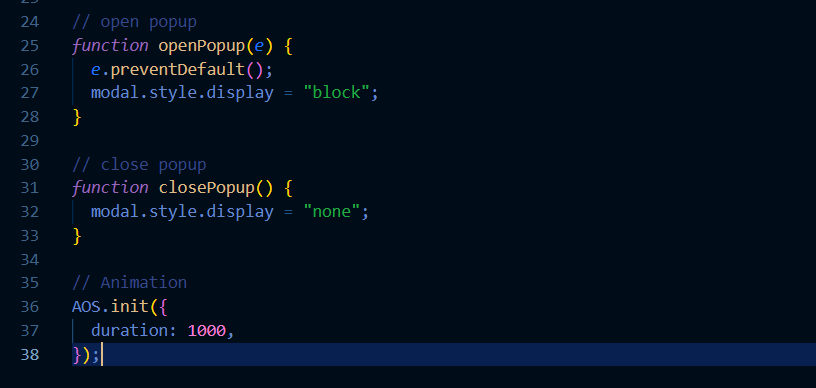 24 // open popup
25 function openPopup(e) {
26   e.preventDefault();
27   modal.style.display = "block";
28 }
29
30 // close popup
31 function closePopup() {
32   modal.style.display = "none";
33 }
34
35 // Animation
36 AOS.init({
37   duration: 1000,
38 });